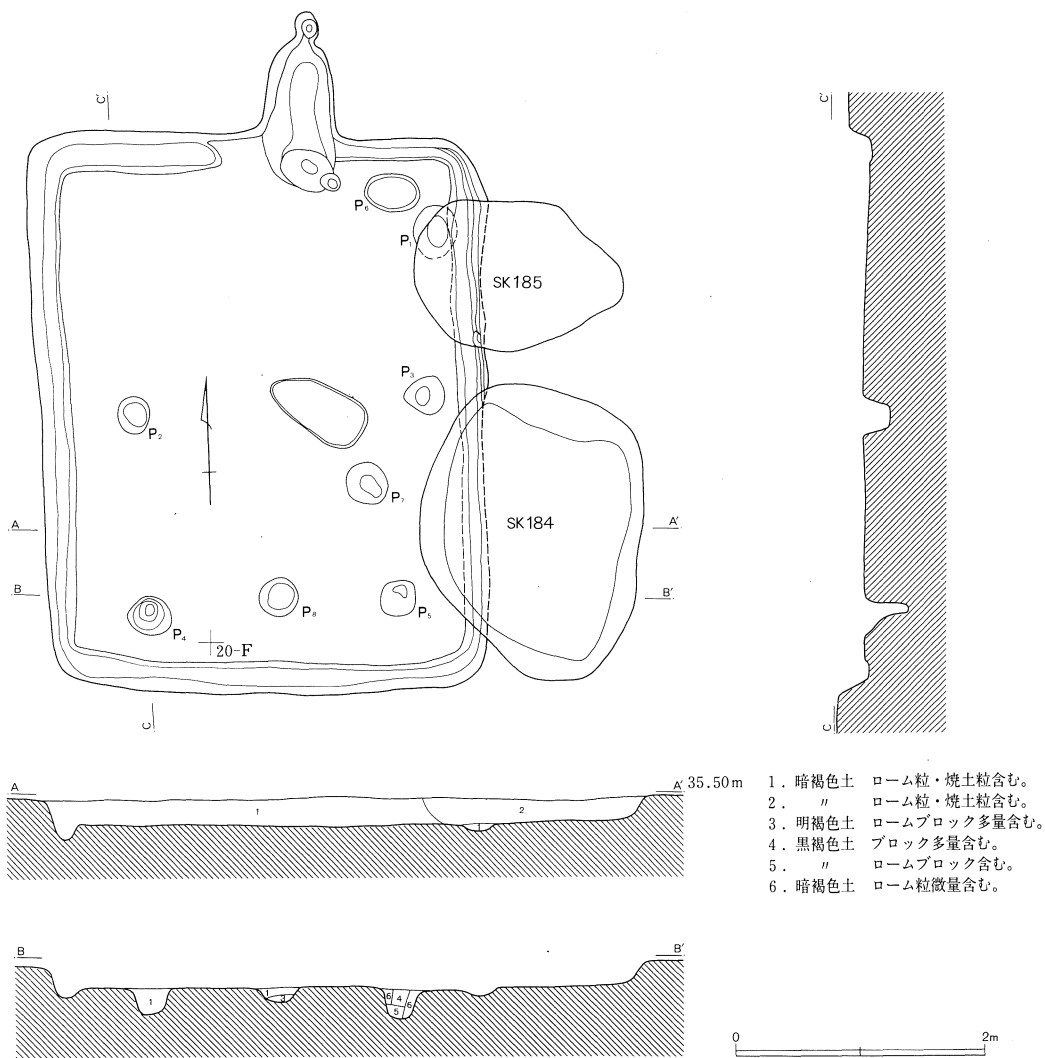 C'
C'
P₆
P₁
SK185
P₃
P₂
P₇
SK184
A
A'
B
B'
P₈
P₅
P₄
20-F
C
C
A
A' 35.50m
1
2
1
1. 暗褐色土 ローム粒・焼土粒含む。
2. 〃 ローム粒・焼土粒含む。
3. 明褐色土 ロームブロック多量含む。
4. 黒褐色土 ブロック多量含む。
5. 〃 ロームブロック含む。
6. 暗褐色土 ローム粒微量含む。
B
B'
1
1
3
6 4 6
5
0 2m